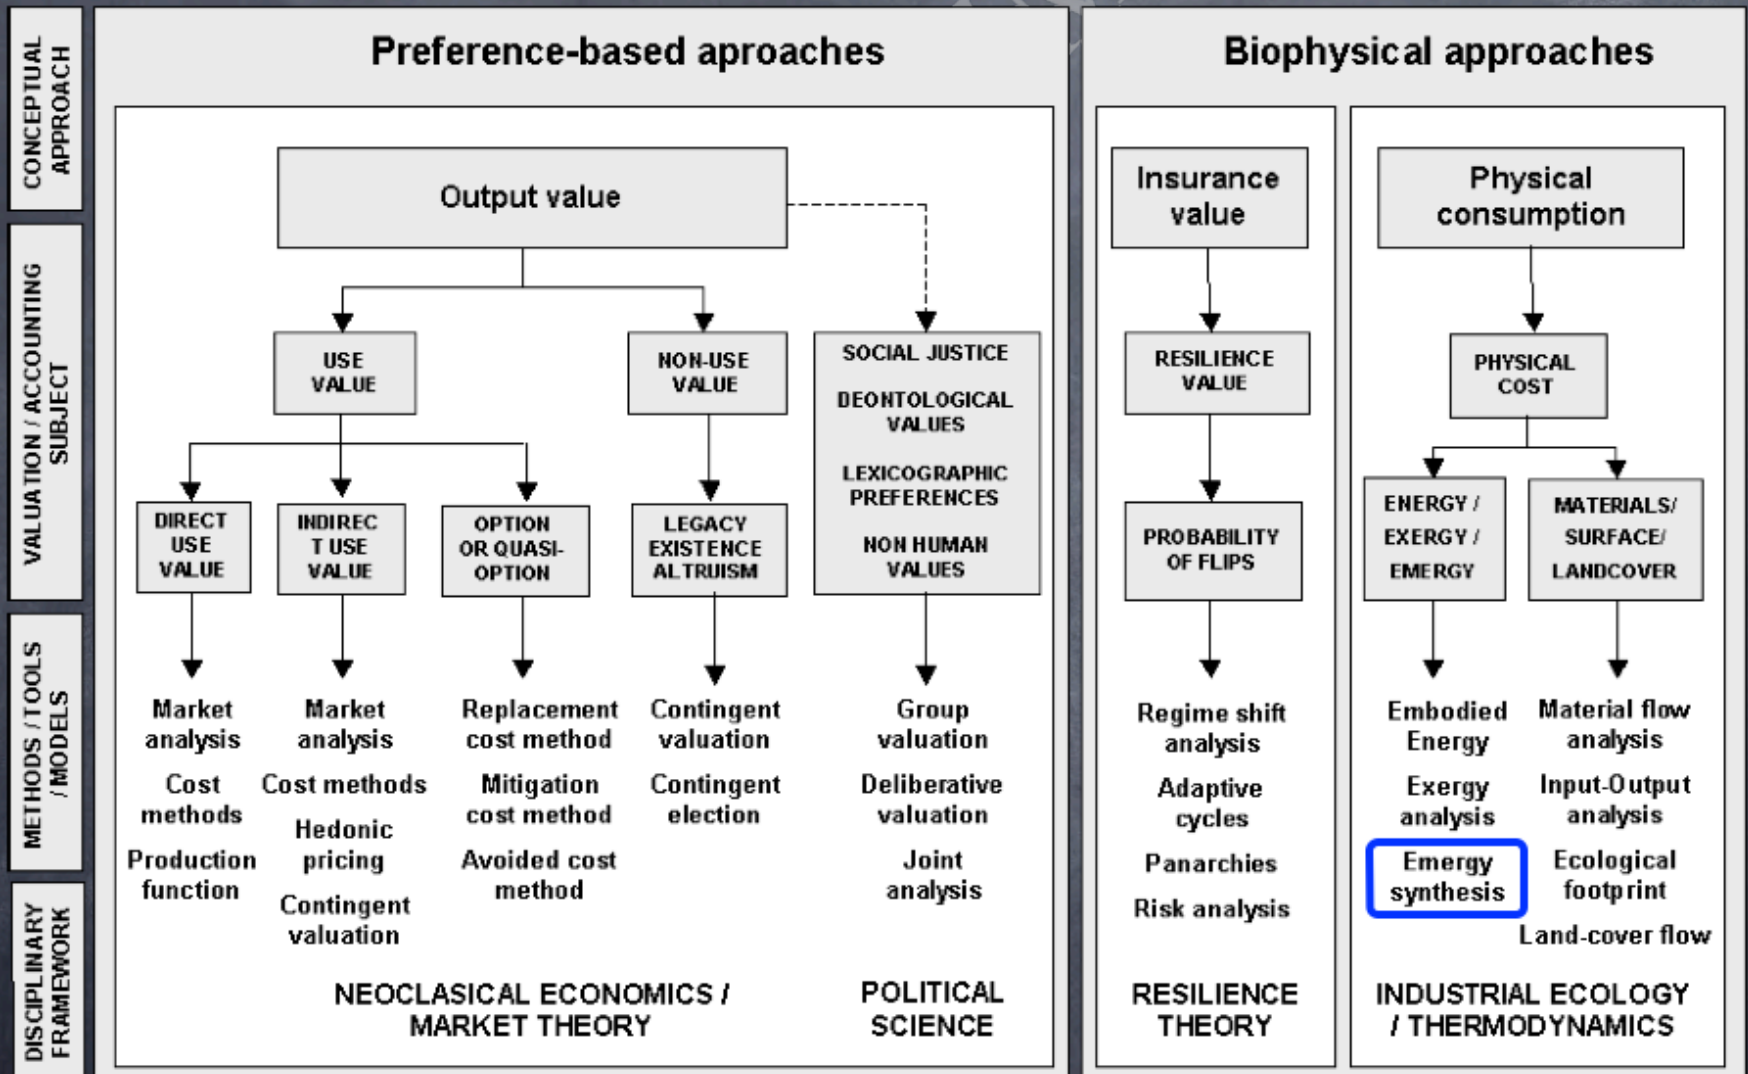 CONCEPTUAL
APPROACH
VALUATION / ACCOUNTING
SUBJECT
METHODS / TOOLS
/ MODELS
DISCIPLINARY
FRAMEWORK
Preference-based aproaches
Output value
USE
VALUE
NON-USE
VALUE
SOCIAL JUSTICE
DEONTOLOGICAL
VALUES
LEXICOGRAPHIC
PREFERENCES
NON HUMAN
VALUES
DIRECT
USE
VALUE
INDIREC
T USE
VALUE
OPTION
OR QUASI-
OPTION
LEGACY
EXISTENCE
ALTRUISM
Market
analysis
Cost
methods
Production
function
Market
analysis
Cost methods
Hedonic
pricing
Contingent
valuation
Replacement
cost method
Mitigation
cost method
Avoided cost
method
Contingent
valuation
Contingent
election
Group
valuation
Deliberative
valuation
Joint
analysis
NEOCLASICAL ECONOMICS /
MARKET THEORY
POLITICAL
SCIENCE
Biophysical approaches
Insurance
value
RESILIENCE
VALUE
PROBABILITY
OF FLIPS
Regime shift
analysis
Adaptive
cycles
Panarchies
Risk analysis
RESILIENCE
THEORY
Physical
consumption
PHYSICAL
COST
ENERGY /
EXERGY /
EMERGY
MATERIALS/
SURFACE/
LANDCOVER
Embodied
Energy
Exergy
analysis
Emergy
synthesis
Material flow
analysis
Input-Output
analysis
Ecological
footprint
Land-cover flow
INDUSTRIAL ECOLOGY
/ THERMODYNAMICS